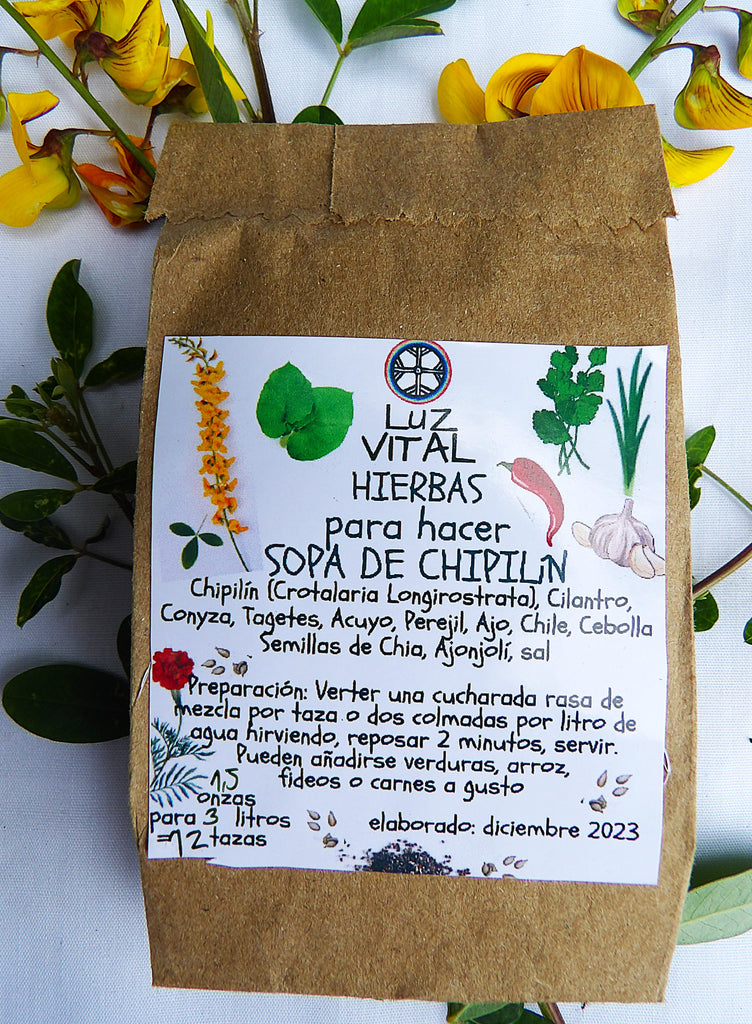 LUZ
VITAL
HIERBAS
para hacer
SOPA DE CHIPILíN
Chipilín (Crotalaria Longirostrata), Cilantro,
Conyza, Tagetes, Acuyo, Perejil, Ajo, Chile, Cebolla
Semillas de Chia, Ajonjolí, sal
Preparación: Verter una cucharada rasa de
mezcla por taza o dos colmadas por litro de
agua hirviendo, reposar 2 minutos, servir.
Pueden añadirse verduras, arroz,
fideos o carnes a gusto
1,5
onzas
para 3 litros
=12 tazas
elaborado: diciembre 2023